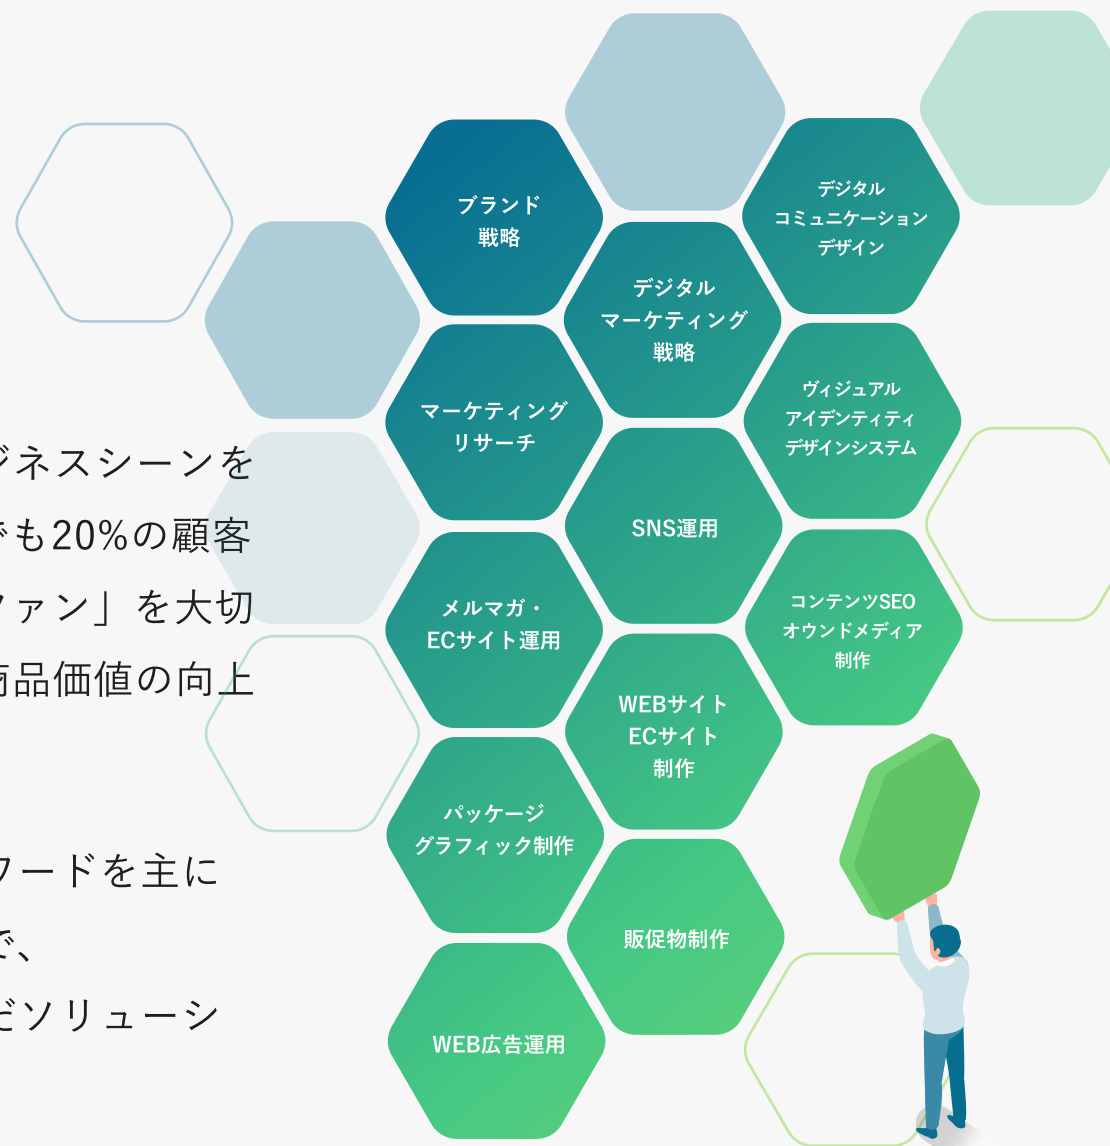 ジネスシーンを
でも20%の顧客
ファン」を大切
商品価値の向上
ワードを主に
で、
だソリューシ
ブランド
戦略
マーケティング
リサーチ
メルマガ・
ECサイト運用
パッケージ
グラフィック制作
WEB広告運用
デジタル
マーケティング
戦略
SNS運用
WEBサイト
ECサイト
制作
販促物制作
デジタル
コミュニケーション
デザイン
ヴィジュアル
アイデンティティ
デザインシステム
コンテンツSEO
オウンドメディア
制作